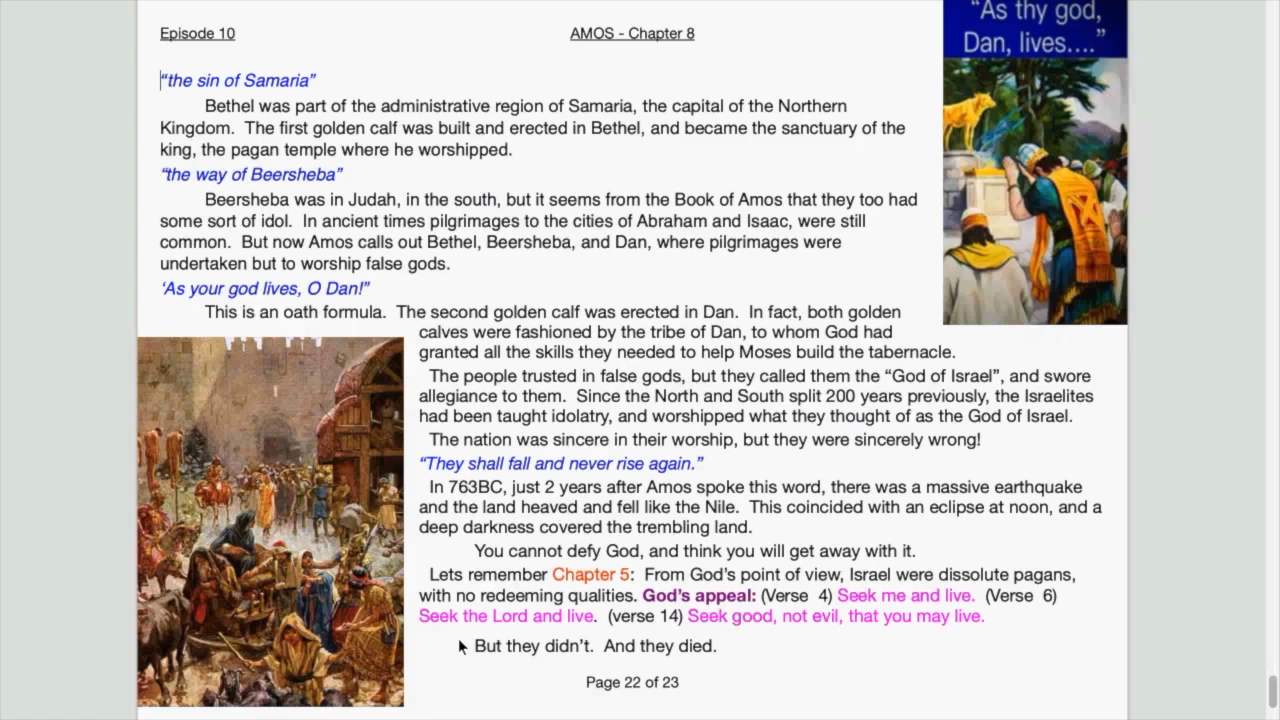 Episode 10
AMOS - Chapter 8
"As thy god,
Dan, lives...."
"the sin of Samaria"
Bethel was part of the administrative region of Samaria, the capital of the Northern
Kingdom.  The first golden calf was built and erected in Bethel, and became the sanctuary of the
king, the pagan temple where he worshipped.
"the way of Beersheba"
Beersheba was in Judah, in the south, but it seems from the Book of Amos that they too had
some sort of idol.  In ancient times pilgrimages to the cities of Abraham and Isaac, were still
common.  But now Amos calls out Bethel, Beersheba, and Dan, where pilgrimages were
undertaken but to worship false gods.
'As your god lives, O Dan!"
This is an oath formula.  The second golden calf was erected in Dan.  In fact, both golden
calves were fashioned by the tribe of Dan, to whom God had
granted all the skills they needed to help Moses build the tabernacle.
The people trusted in false gods, but they called them the "God of Israel", and swore
allegiance to them.  Since the North and South split 200 years previously, the Israelites
had been taught idolatry, and worshipped what they thought of as the God of Israel.
The nation was sincere in their worship, but they were sincerely wrong!
"They shall fall and never rise again."
In 763BC, just 2 years after Amos spoke this word, there was a massive earthquake
and the land heaved and fell like the Nile.  This coincided with an eclipse at noon, and a
deep darkness covered the trembling land.
You cannot defy God, and think you will get away with it.
Lets remember Chapter 5:  From God's point of view, Israel were dissolute pagans,
with no redeeming qualities. God's appeal: (Verse  4) Seek me and live.  (Verse  6)
Seek the Lord and live.  (verse 14) Seek good, not evil, that you may live.
But they didn't.  And they died.
Page 22 of 23